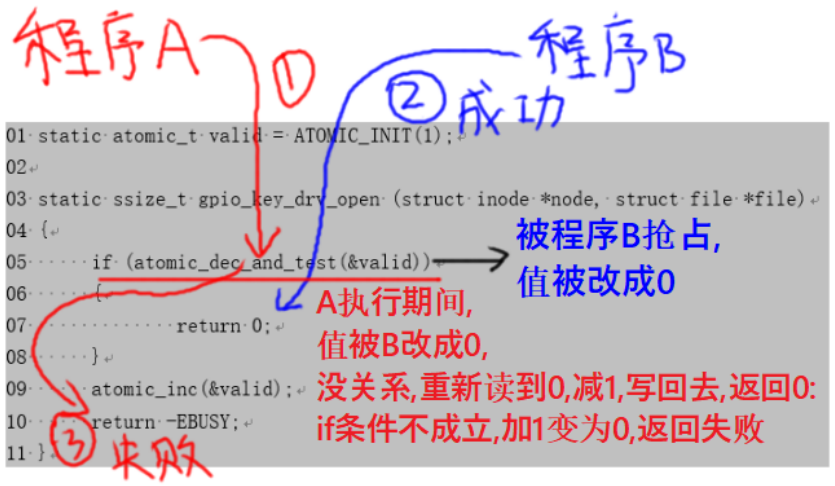 程序A
①
程序B
②
成功
01 static atomic_t valid = ATOMIC_INIT(1);
02
03 static ssize_t gpio_key_drv_open (struct inode *node, struct file *file)
04 {
05 if (atomic_dec_and_test(&valid))
被程序B抢占,
值被改成0
06 {
07 return 0;
08 }
A执行期间,
值被B改成0,
没关系,重新读到0,减1,写回去,返回0:
if条件不成立,加1变为0,返回失败
09 atomic_inc(&valid);
10 return -EBUSY;
11 }
③
失败